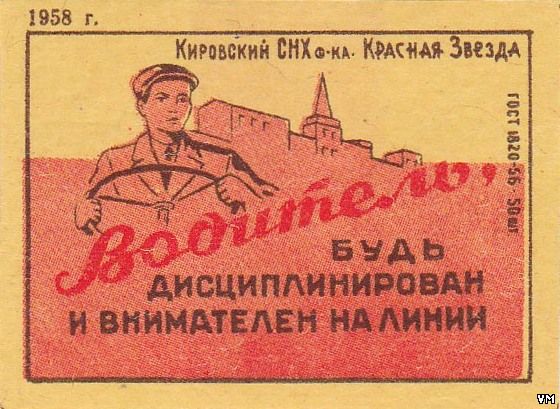 1958 г.
Кировский СНХ ф-ка. Красная Звезда
ГОСТ 1820-56 50шт
Водитель,
БУДЬ
ДИСЦИПЛИНИРОВАН
И ВНИМАТЕЛЕН НА ЛИНИИ
VM